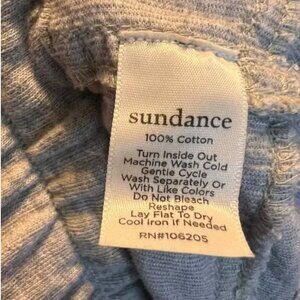 sundance
100% Cotton
Turn Inside Out
Machine Wash Cold
Gentle Cycle
Wash Separately Or
With Like Colors
Do Not Bleach
Reshape
Lay Flat To Dry
Cool Iron if Needed
RN#106205